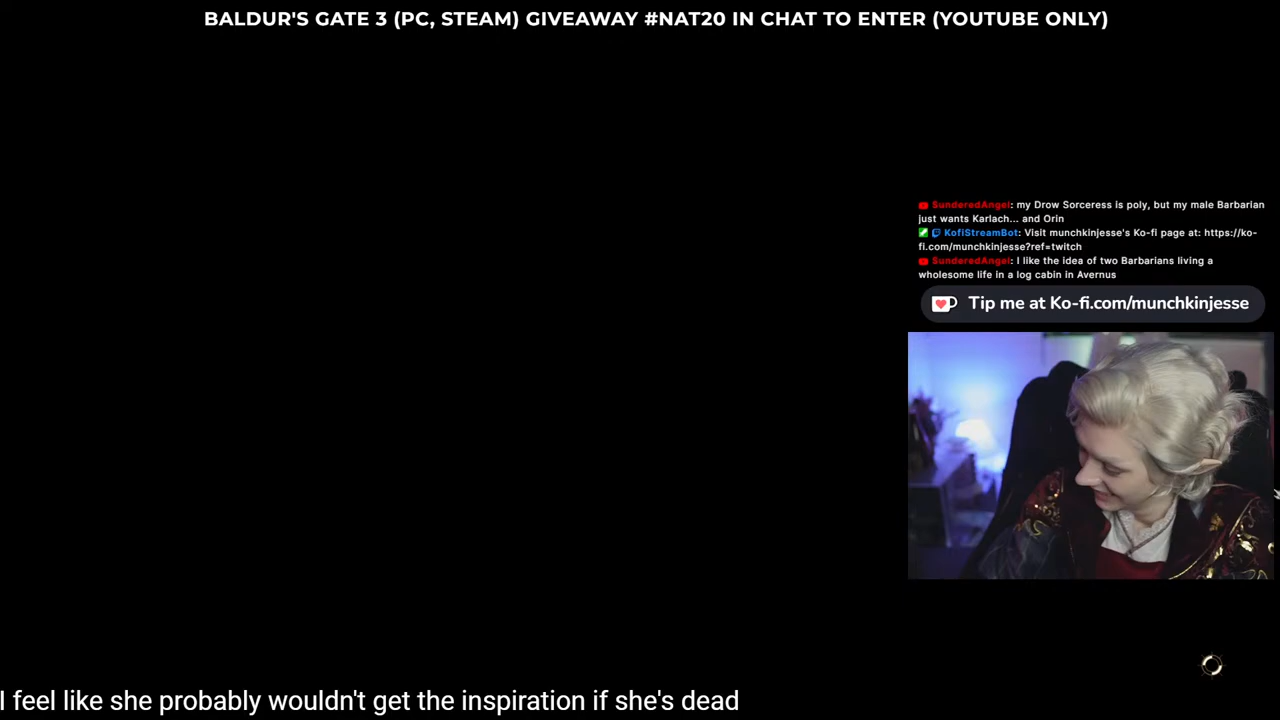 BALDUR'S GATE 3 (PC, STEAM) GIVEAWAY #NAT20 IN CHAT TO ENTER (YOUTUBE ONLY)
SunderedAngel: my Drow Sorceress is poly, but my male Barbarian
just wants Karlach... and Orin
KofiStreamBot: Visit munchkinjesse's Ko-fi page at: https://ko-
fi.com/munchkinjesse?ref=twitch
SunderedAngel: I like the idea of two Barbarians living a
wholesome life in a log cabin in Avernus
Tip me at Ko-fi.com/munchkinjesse
I feel like she probably wouldn't get the inspiration if she's dead